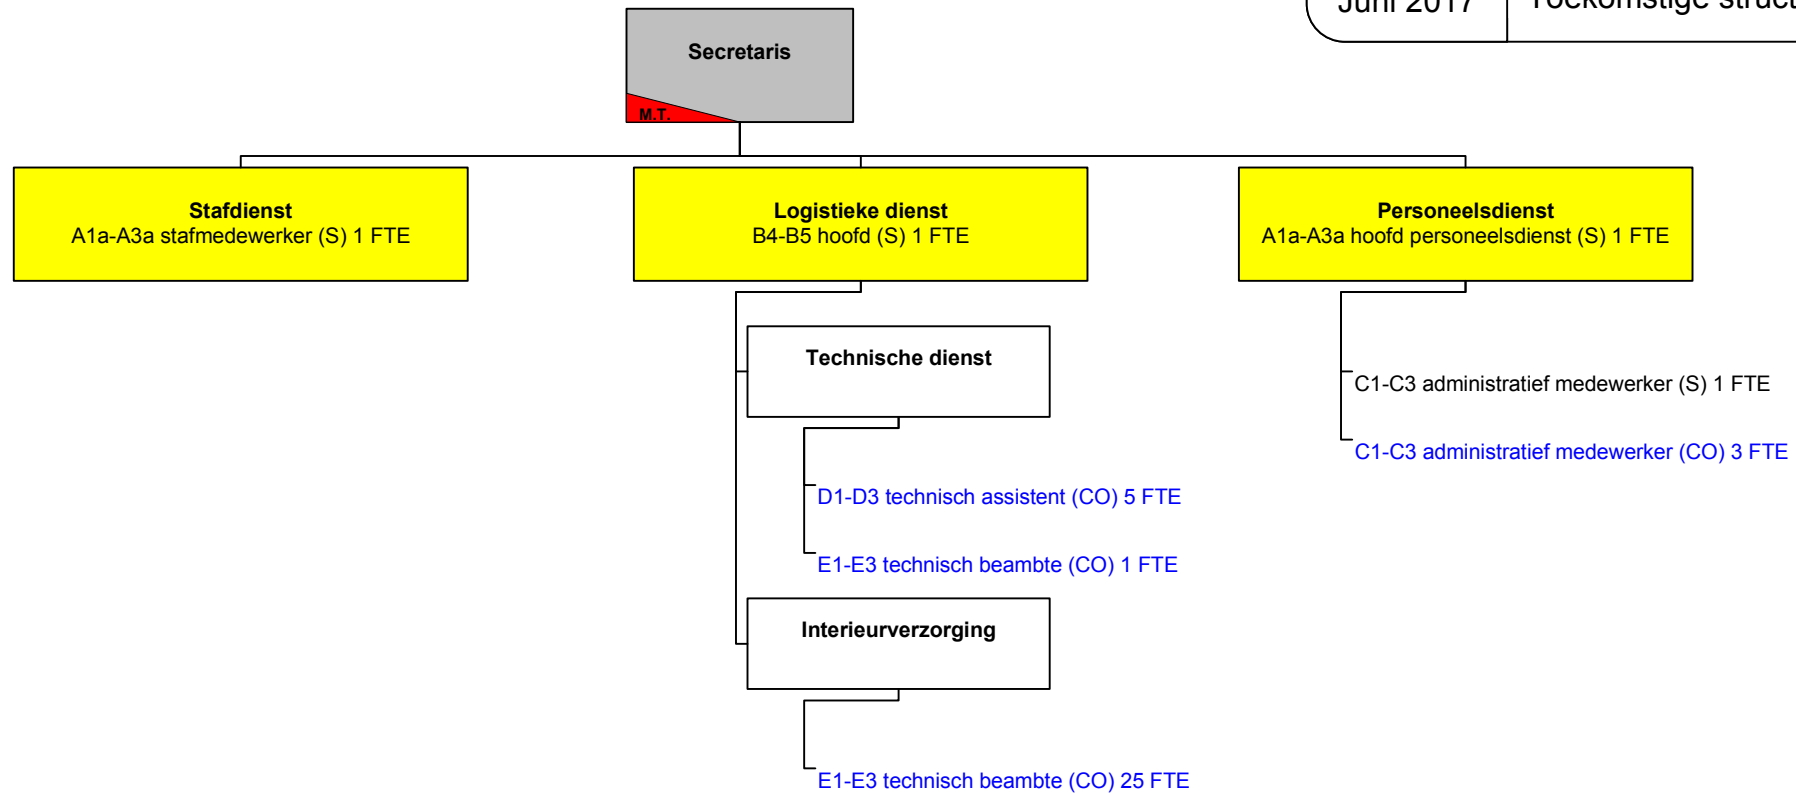 Juni 2017
Toekomstige
Secretaris
M.T.
Stafdienst
A1a-A3a stafmedewerker (S) 1 FTE
Logistieke dienst
B4-B5 hoofd (S) 1 FTE
Personeelsdienst
A1a-A3a hoofd personeelsdienst (S) 1 FTE
Technische dienst
C1-C3 administratief medewerker (S) 1 FTE
C1-C3 administratief medewerker (CO) 3 FTE
D1-D3 technisch assistent (CO) 5 FTE
E1-E3 technisch beambte (CO) 1 FTE
Interieurverzorging
E1-E3 technisch beambte (CO) 25 FTE